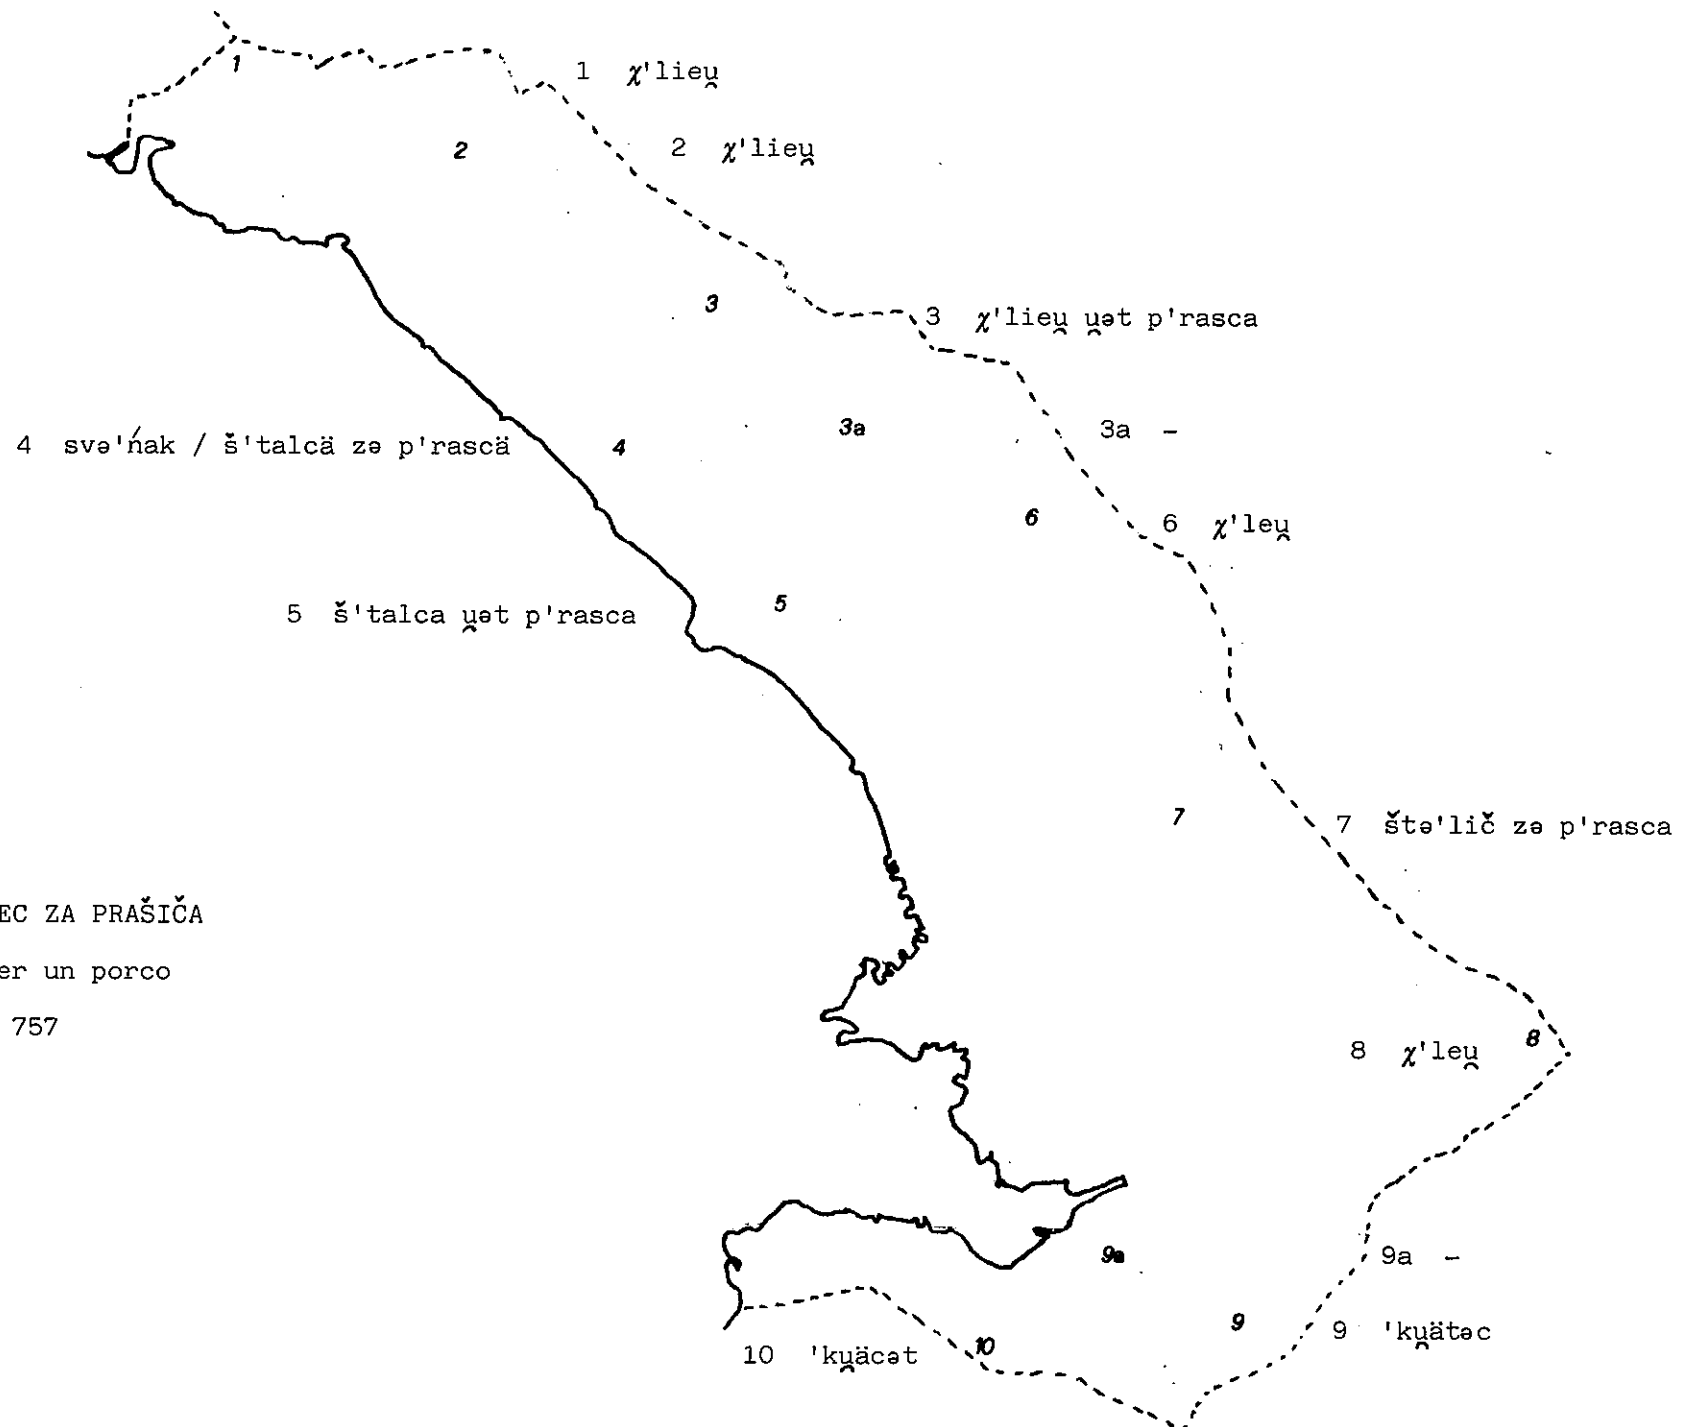 1
1 χ'lieu̯
2
2 χ'lieu̯
3
3 χ'lieu̯ u̯ət p'rasca
3a
3a –
4 svə'ńak / š'talcä zə p'rascä
4
6
6 χ'leu̯
5
5 š'talca u̯ət p'rasca
7
7 štə'lič zə p'rasca
EC ZA PRAŠIČA
er un porco
757
8
8 χ'leu̯
9a
9a –
9
9 'ku̯ätəc
10
10 'ku̯äcət